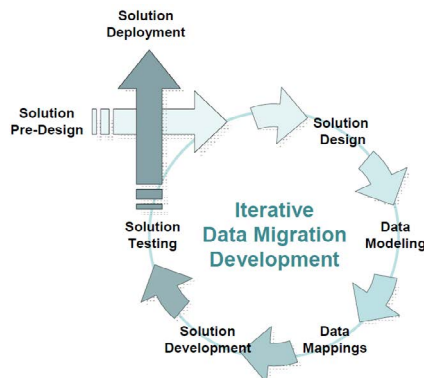 Solution
Deployment
Solution
Pre-Design
Solution
Design
Data
Modeling
Data
Mappings
Solution
Development
Solution
Testing
Iterative
Data Migration
Development